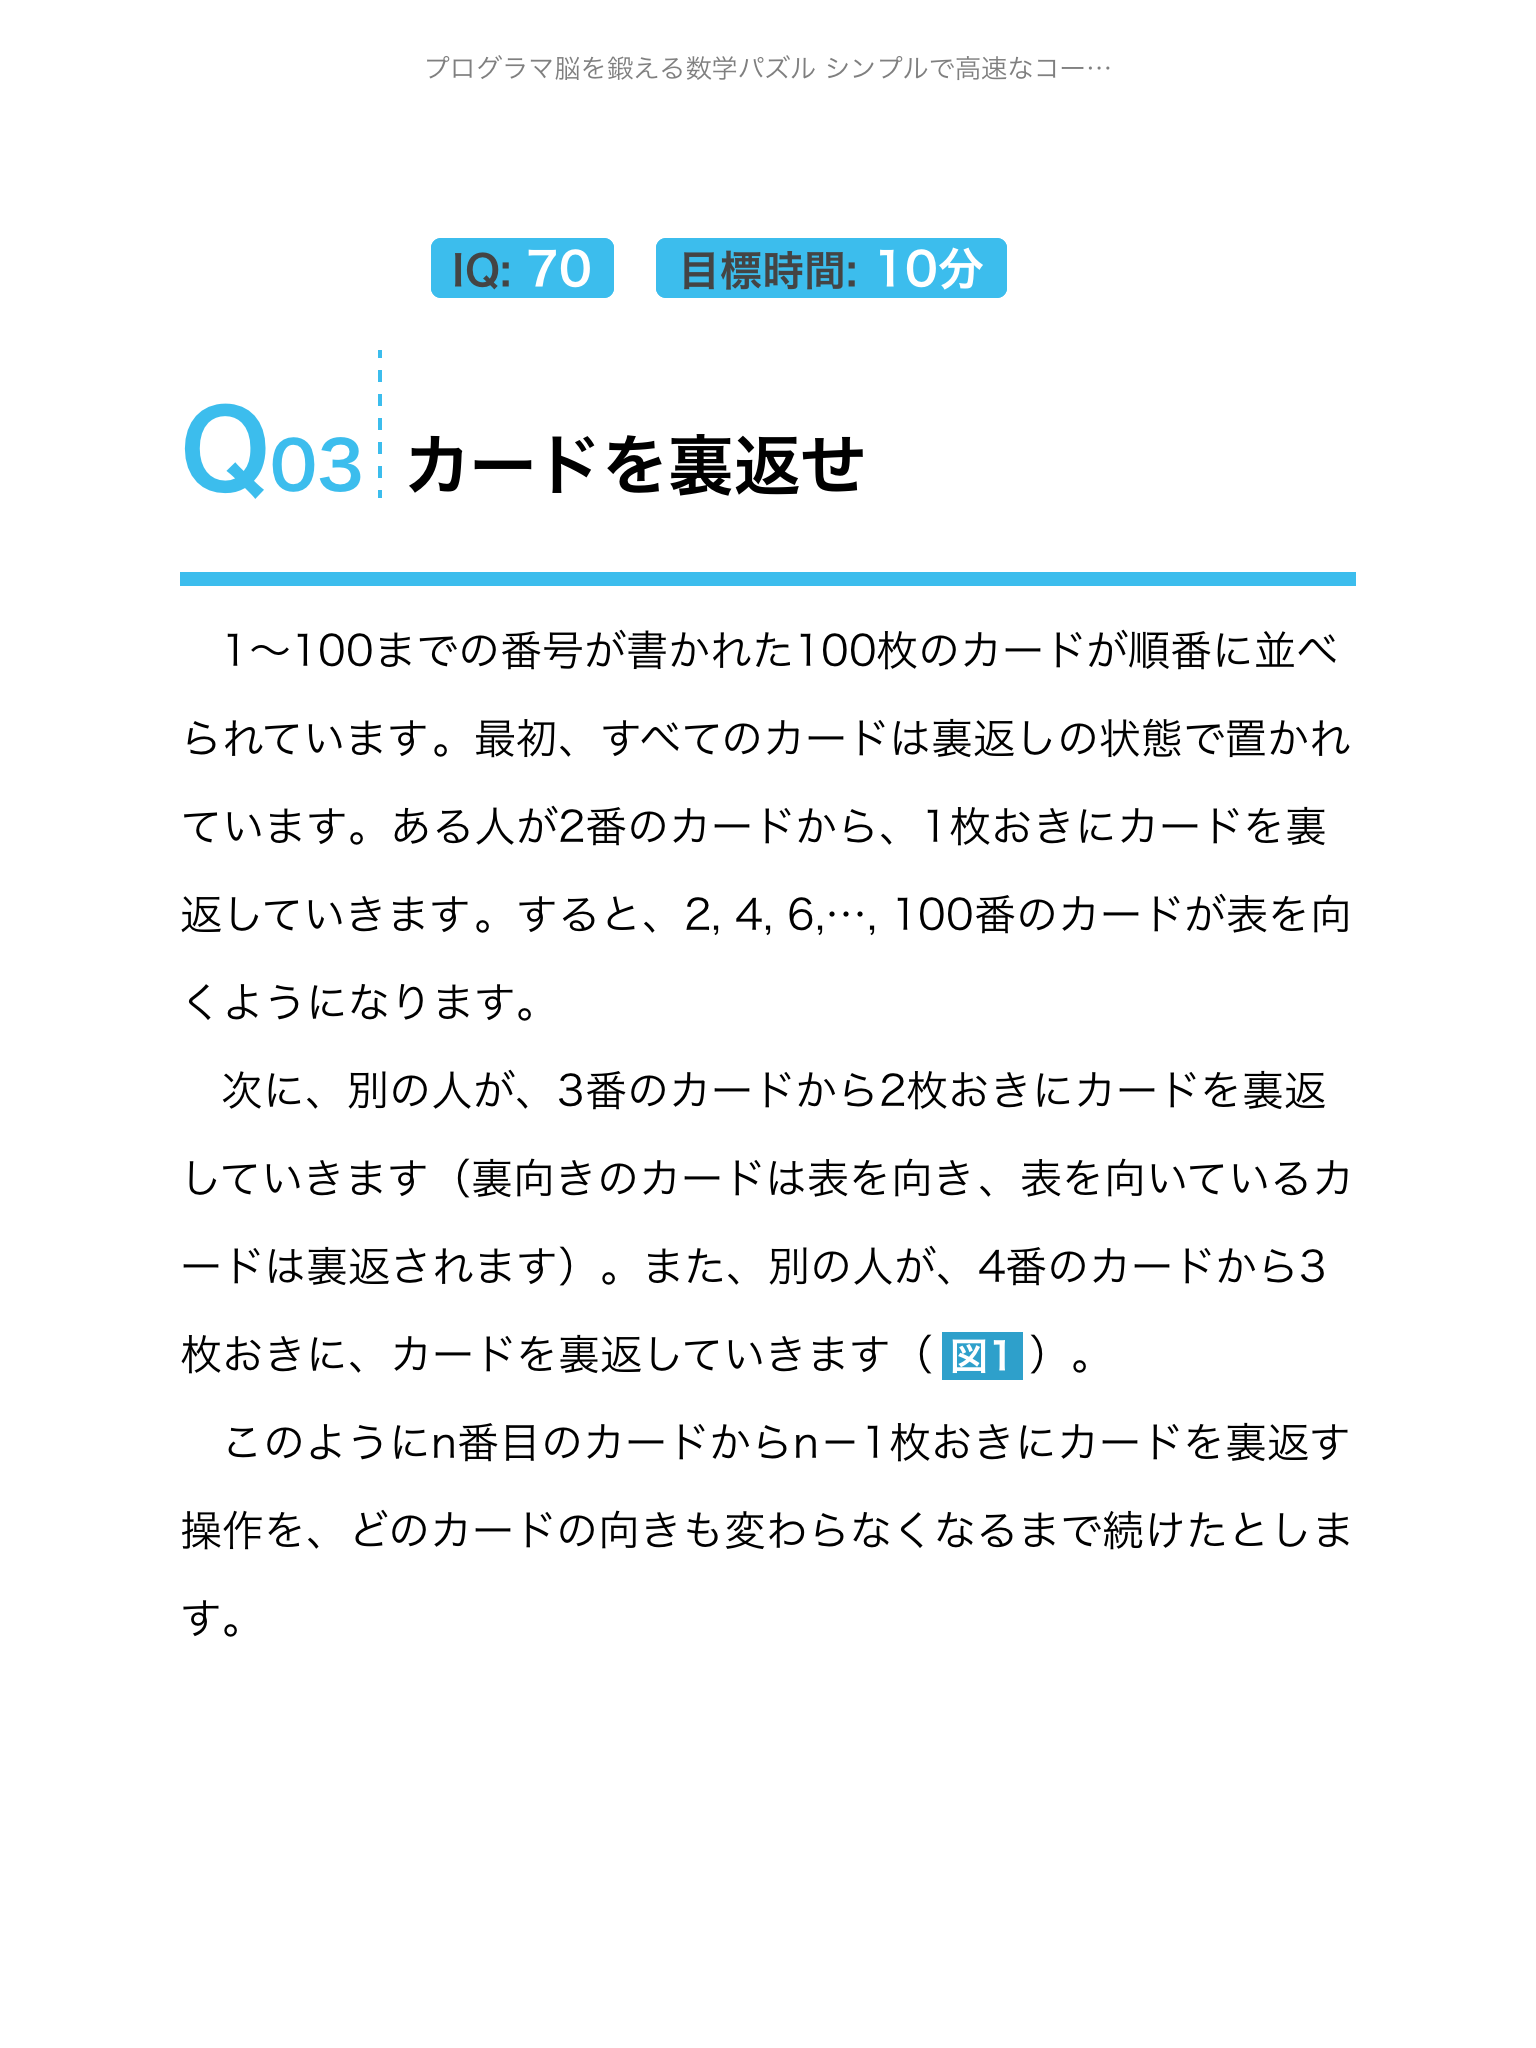 プログラマ脳を鍛える数学パズル シンプルで高速なコー…
IQ: 70 目標時間: 10分
Q03 カードを裏返せ
　1〜100までの番号が書かれた100枚のカードが順番に並べ
られています。最初、すべてのカードは裏返しの状態で置かれ
ています。ある人が2番のカードから、1枚おきにカードを裏
返していきます。すると、2, 4, 6,…, 100番のカードが表を向
くようになります。
　次に、別の人が、3番のカードから2枚おきにカードを裏返
していきます（裏向きのカードは表を向き、表を向いているカ
ードは裏返されます）。また、別の人が、4番のカードから3
枚おきに、カードを裏返していきます（図1）。
　このようにn番目のカードからn−1枚おきにカードを裏返す
操作を、どのカードの向きも変わらなくなるまで続けたとしま
す。